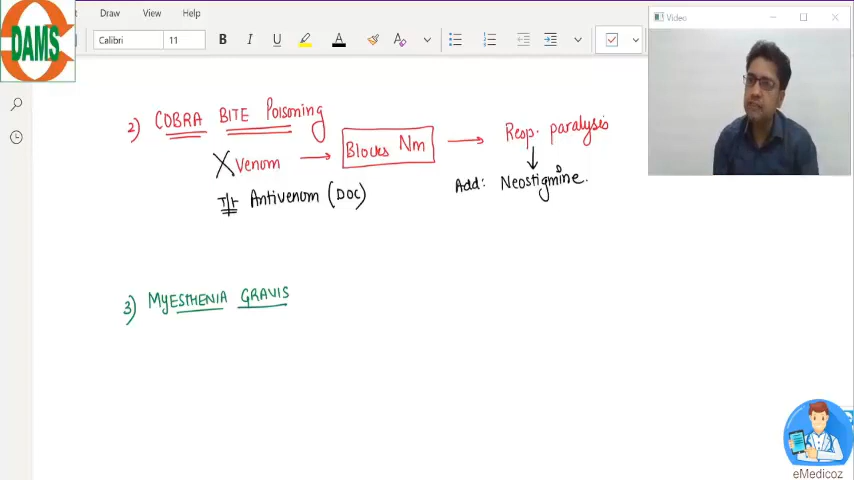 DAMS
Draw View Help
Calibri 11 B I U A
Video
2) COBRA BITE Poisoning
Venom → Blocks Nm → Resp. paralysis
T/t Antivenom (DOC)
Add: Neostigmine.
3) MyESTHENIA GRAVIS
eMedicoz